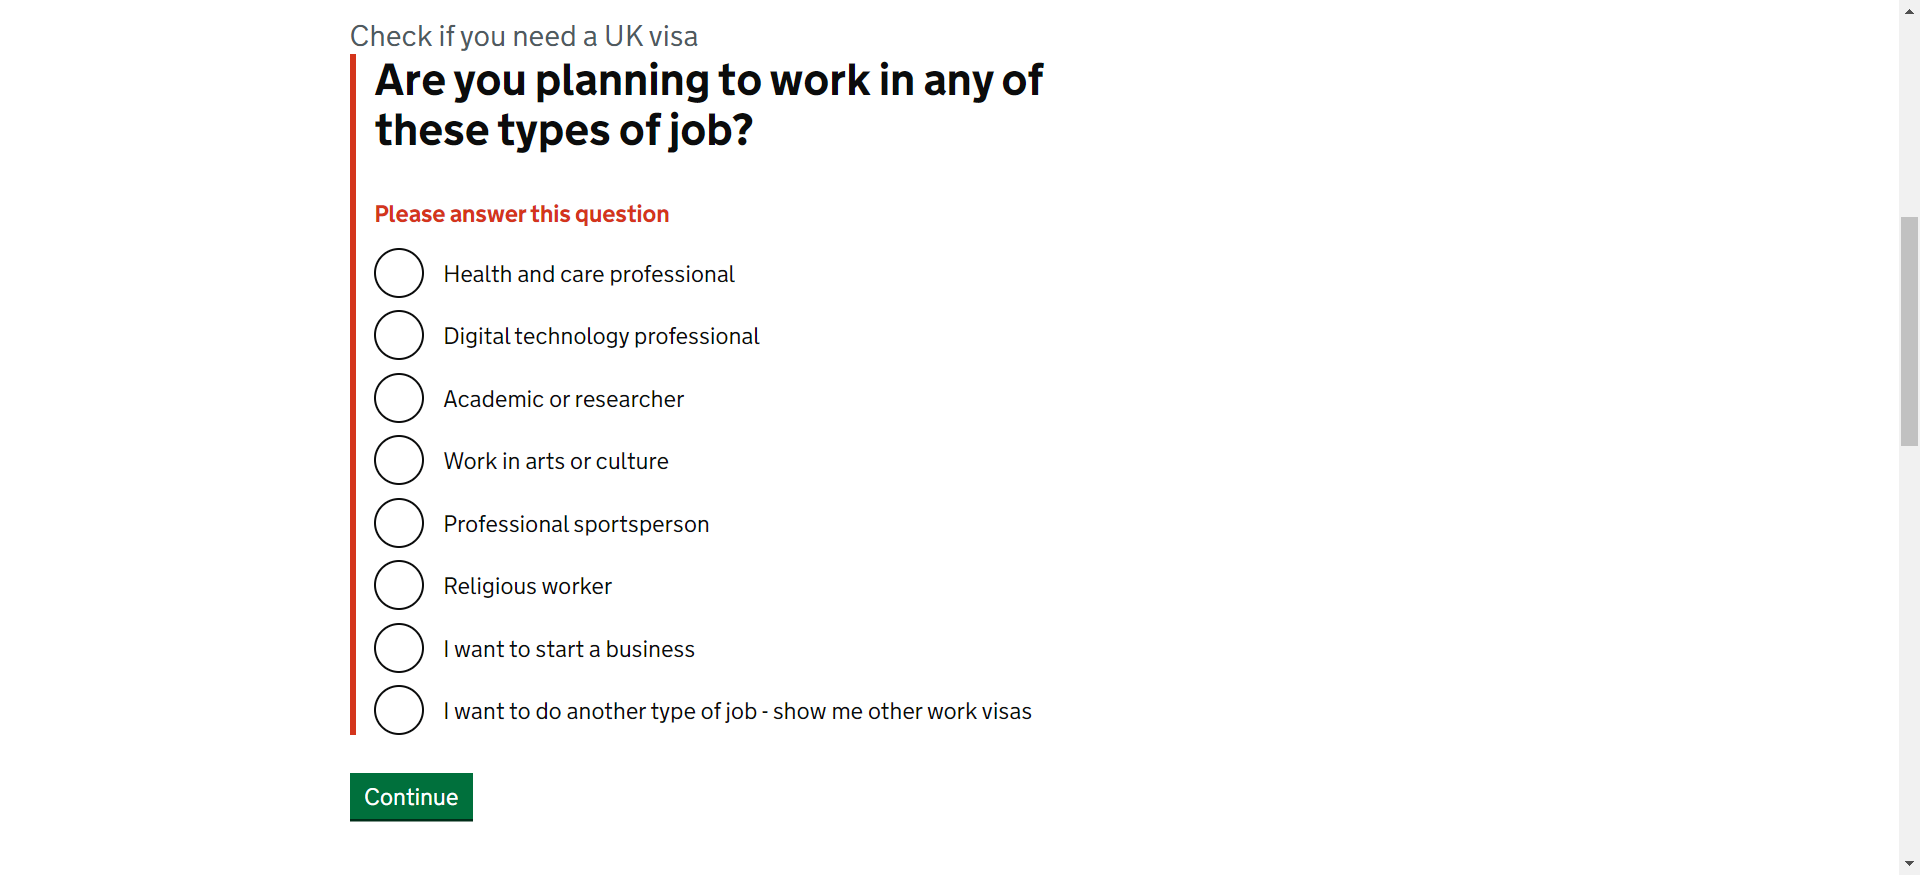 Check if you need a UK visa
Are you planning to work in any of
these types of job?
Please answer this question
Health and care professional
Digital technology professional
Academic or researcher
Work in arts or culture
Professional sportsperson
Religious worker
I want to start a business
I want to do another type of job - show me other work visas
Continue